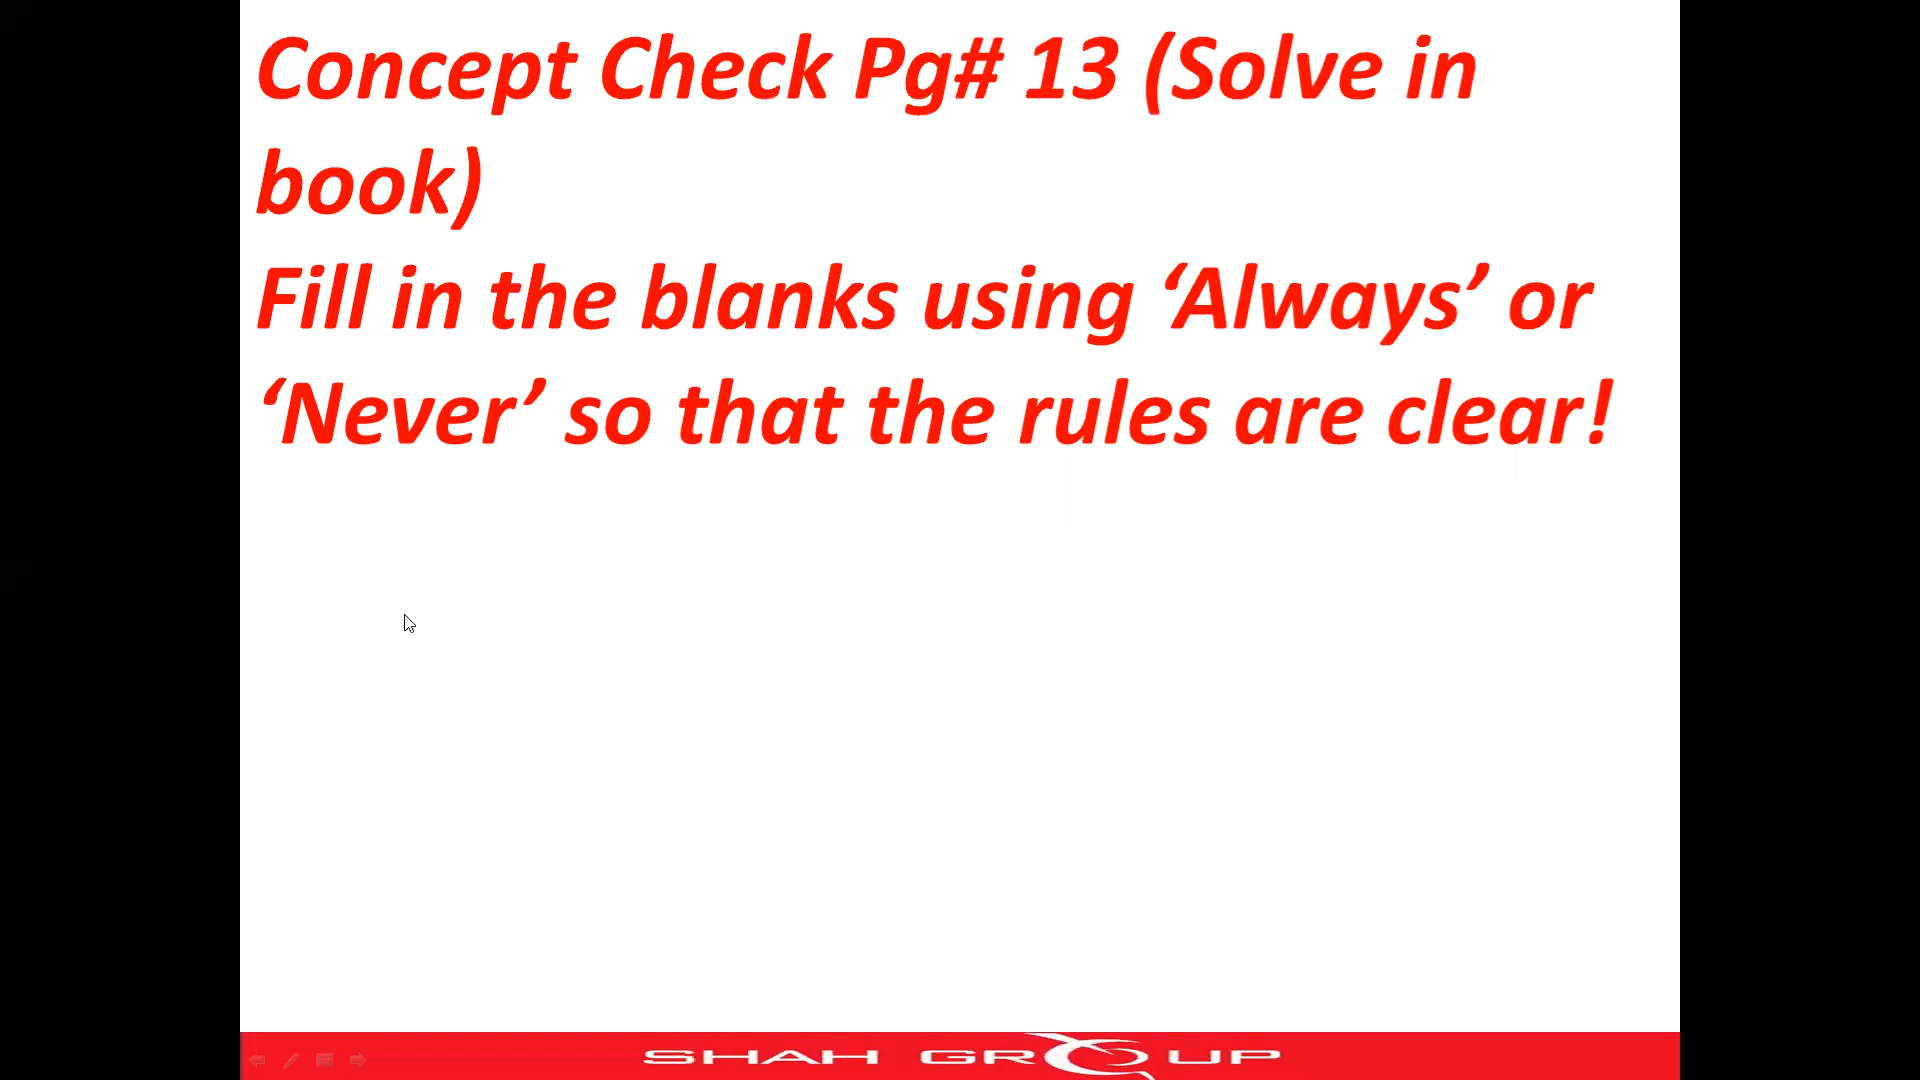 Concept Check Pg# 13 (Solve in
book)
Fill in the blanks using ‘Always’ or
‘Never’ so that the rules are clear!
SHAH GROUP